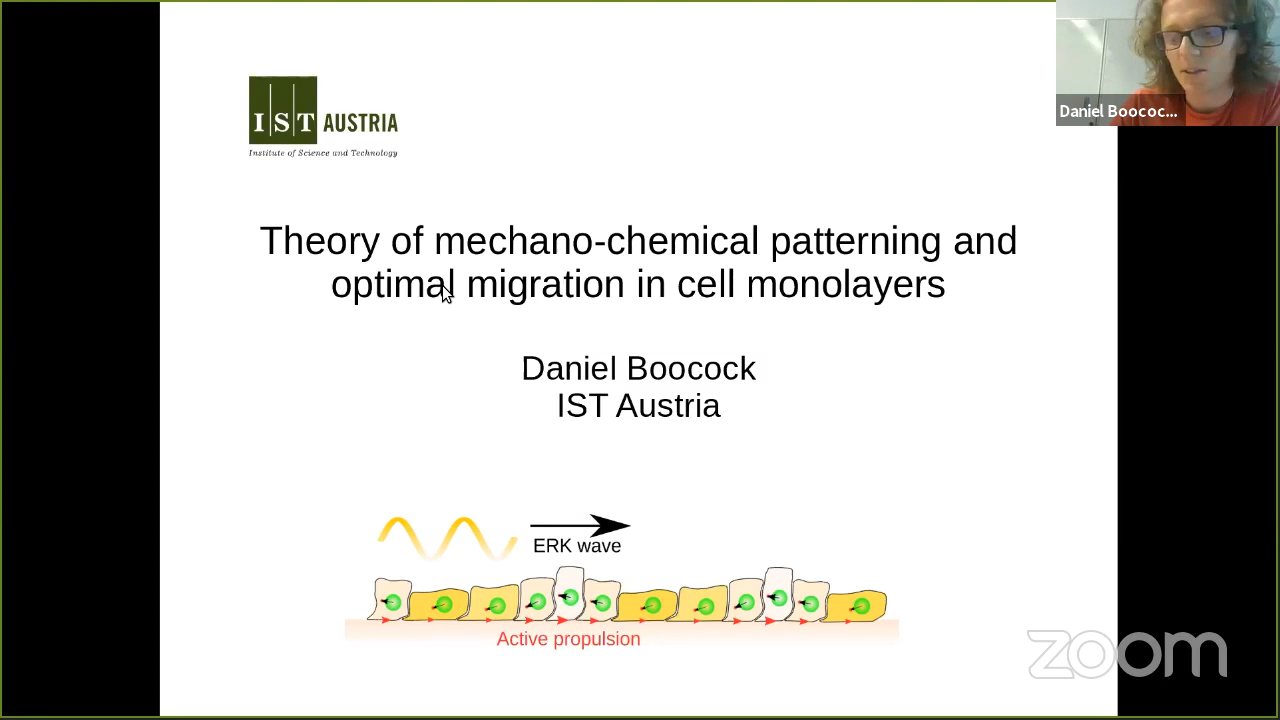 IST AUSTRIA
Institute of Science and Technology
Daniel Boococ...
Theory of mechano-chemical patterning and
optimal migration in cell monolayers
Daniel Boocock
IST Austria
ERK wave
Active propulsion
zoom